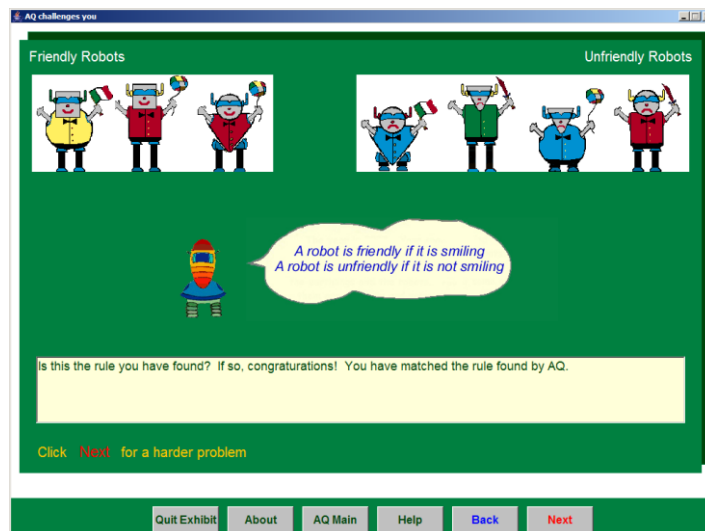 AQ challenges you
Friendly Robots
Unfriendly Robots
A robot is friendly if it is smiling
A robot is unfriendly if it is not smiling
Is this the rule you have found? If so, congraturations! You have matched the rule found by AQ.
Click Next for a harder problem
Quit Exhibit
About
AQ Main
Help
Back
Next